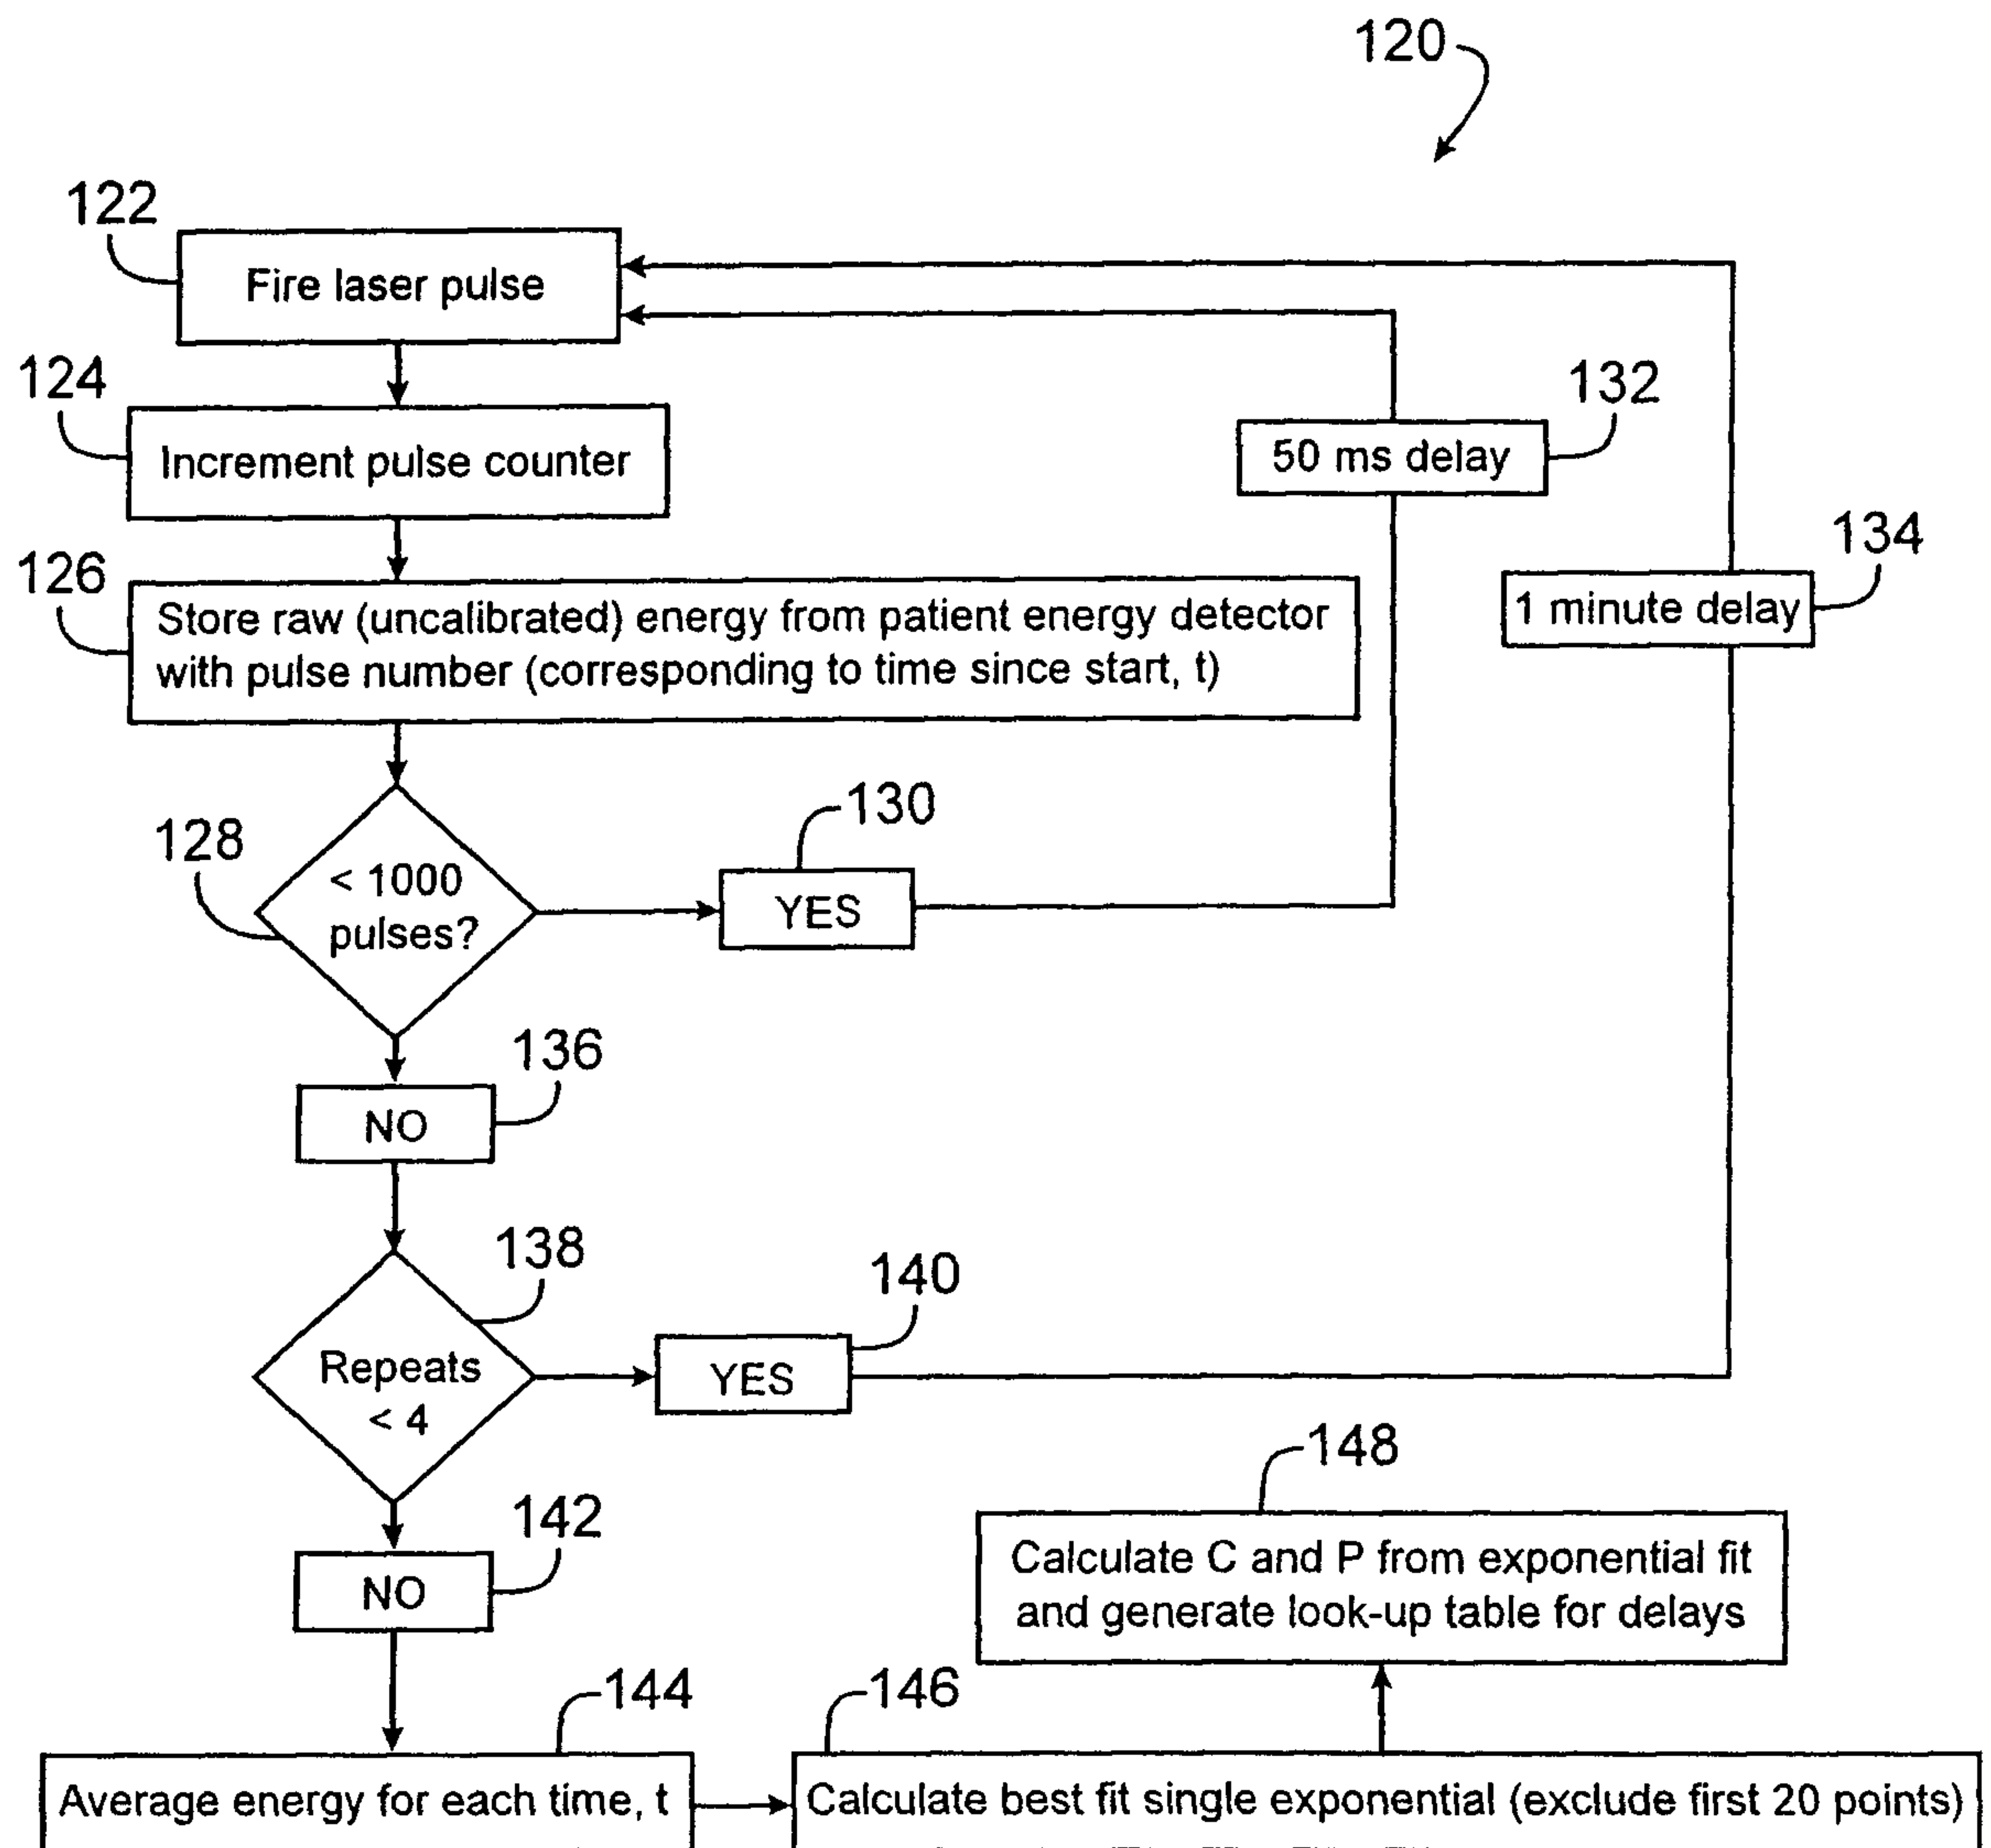 120
122
Fire laser pulse
124
Increment pulse counter
132
50 ms delay
134
1 minute delay
126
Store raw (uncalibrated) energy from patient energy detector
with pulse number (corresponding to time since start, t)
128
< 1000
pulses?
130
YES
136
NO
138
Repeats
< 4
140
YES
142
NO
148
Calculate C and P from exponential fit
and generate look-up table for delays
144
Average energy for each time, t
146
Calculate best fit single exponential (exclude first 20 points)